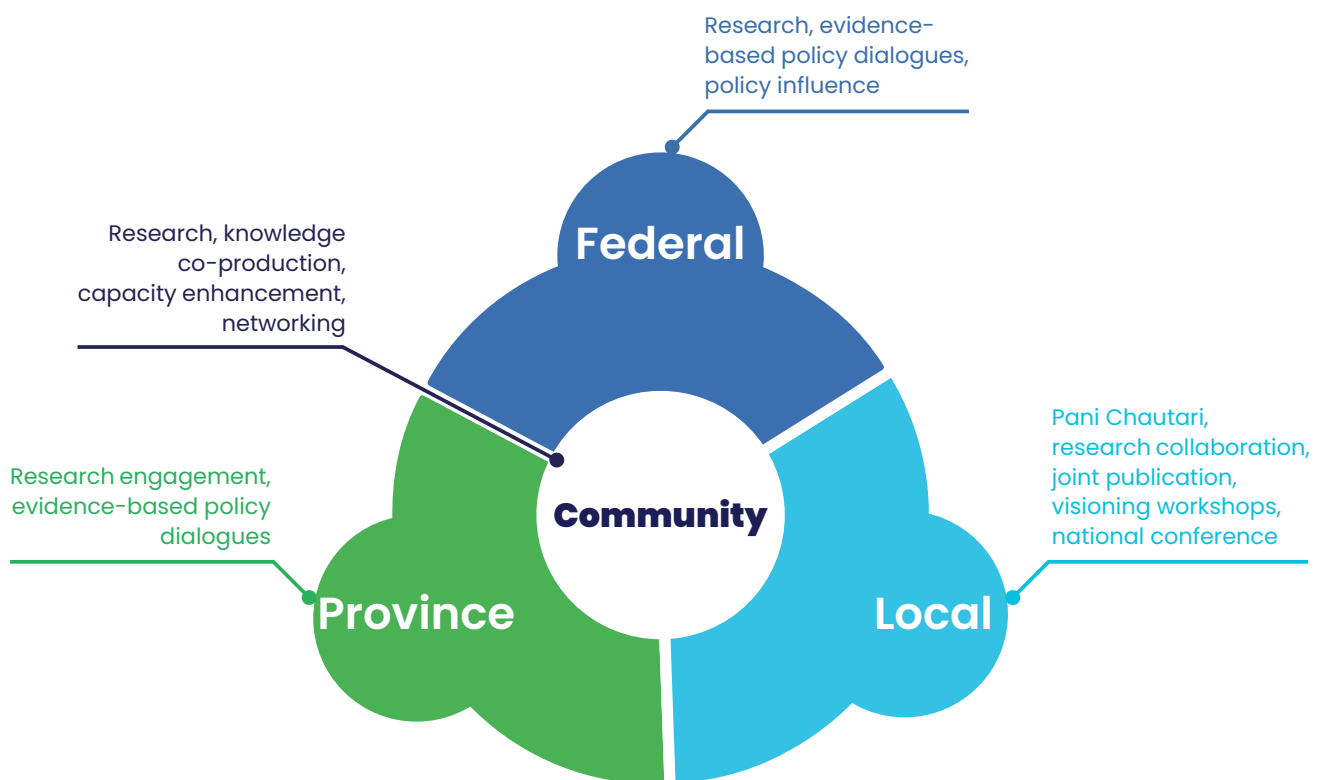 Research, evidence-
based policy dialogues,
policy influence
Federal
Research, knowledge
co-production,
capacity enhancement,
networking
Community
Pani Chautari,
research collaboration,
joint publication,
visioning workshops,
national conference
Research engagement,
evidence-based policy
dialogues
Province
Local